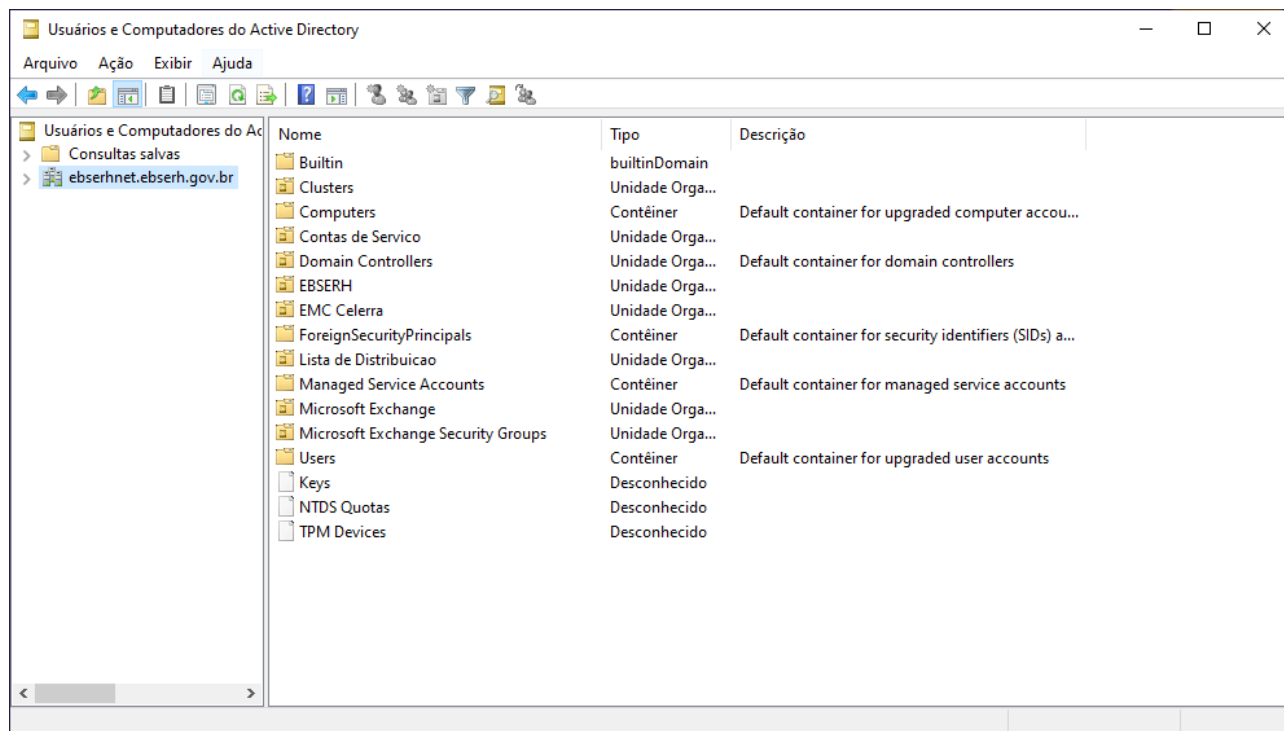 Usuários e Computadores do Active Directory
Arquivo Ação Exibir Ajuda
Usuários e Computadores do Ac
Consultas salvas
ebserhnet.ebserh.gov.br
Nome Tipo Descrição
Builtin builtinDomain
Clusters Unidade Orga...
Computers Contêiner Default container for upgraded computer accou...
Contas de Servico Unidade Orga...
Domain Controllers Unidade Orga... Default container for domain controllers
EBSERH Unidade Orga...
EMC Celerra Unidade Orga...
ForeignSecurityPrincipals Contêiner Default container for security identifiers (SIDs) a...
Lista de Distribuicao Unidade Orga...
Managed Service Accounts Contêiner Default container for managed service accounts
Microsoft Exchange Unidade Orga...
Microsoft Exchange Security Groups Unidade Orga...
Users Contêiner Default container for upgraded user accounts
Keys Desconhecido
NTDS Quotas Desconhecido
TPM Devices Desconhecido